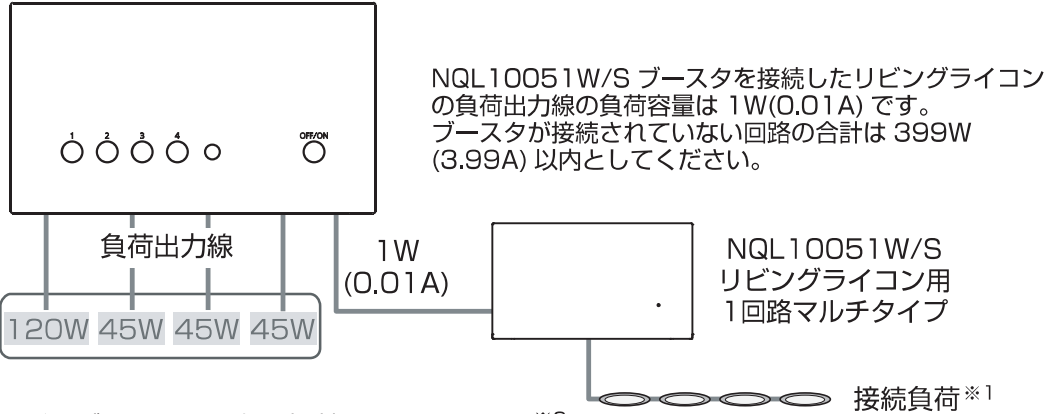 1 2 3 4 OFF/ON
NQL10051W/S ブースタを接続したリビングライコン
の負荷出力線の負荷容量は 1W(0.01A) です。
ブースタが接続されていない回路の合計は 399W
(3.99A) 以内としてください。
負荷出力線
1W
(0.01A)
NQL10051W/S
リビングライコン用
1回路マルチタイプ
120W 45W 45W 45W
接続負荷※1